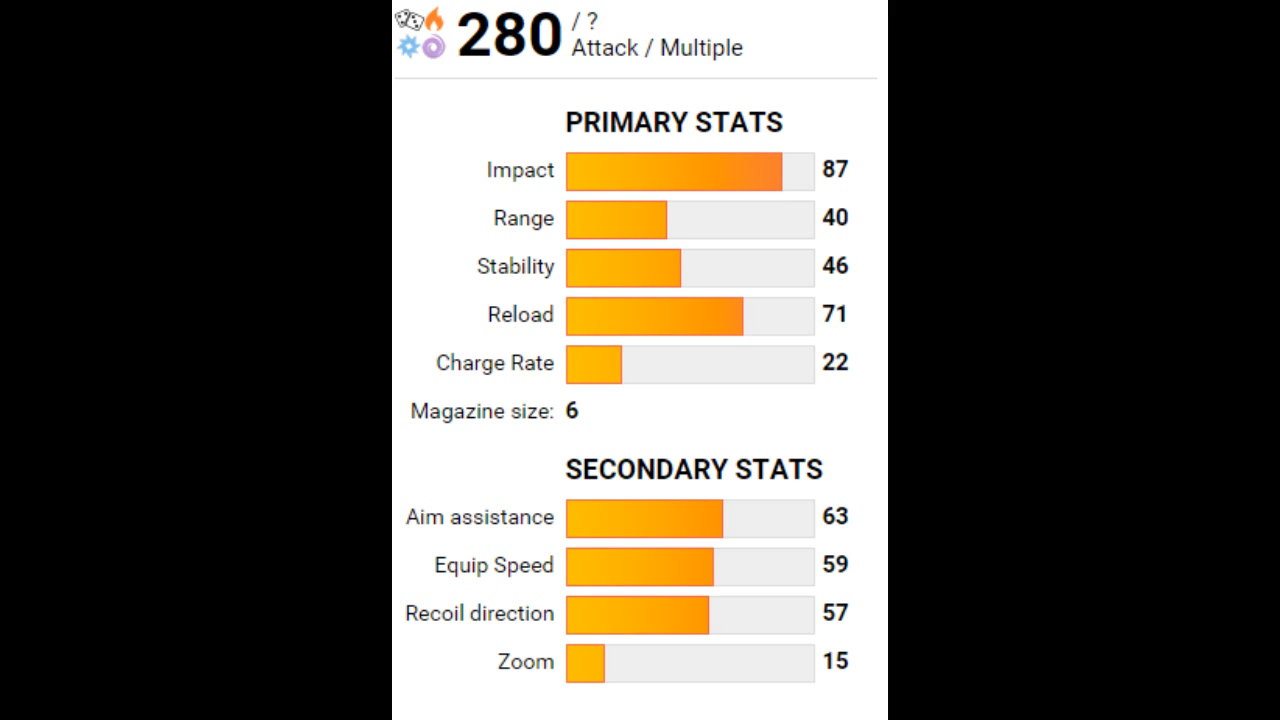 280 / ?
Attack / Multiple
PRIMARY STATS
Impact 87
Range 40
Stability 46
Reload 71
Charge Rate 22
Magazine size: 6
SECONDARY STATS
Aim assistance 63
Equip Speed 59
Recoil direction 57
Zoom 15